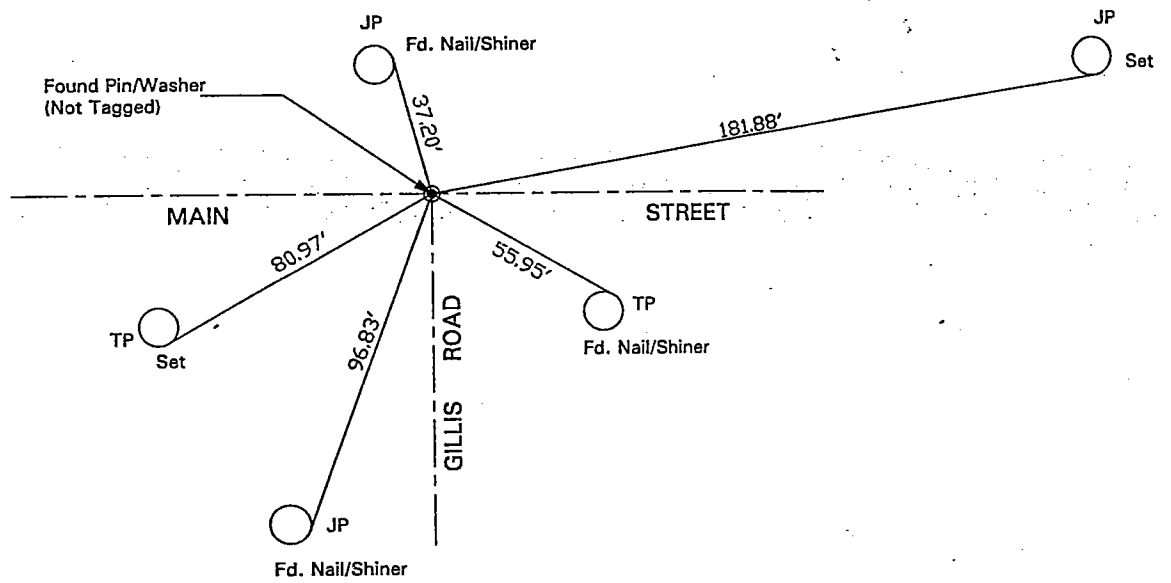 JP
Fd. Nail/Shiner
JP
Set
Found Pin/Washer
(Not Tagged)
37.20'
181.88'
MAIN
STREET
80.97'
55.95'
TP
Set
TP
Fd. Nail/Shiner
96.83'
GILLIS ROAD
JP
Fd. Nail/Shiner